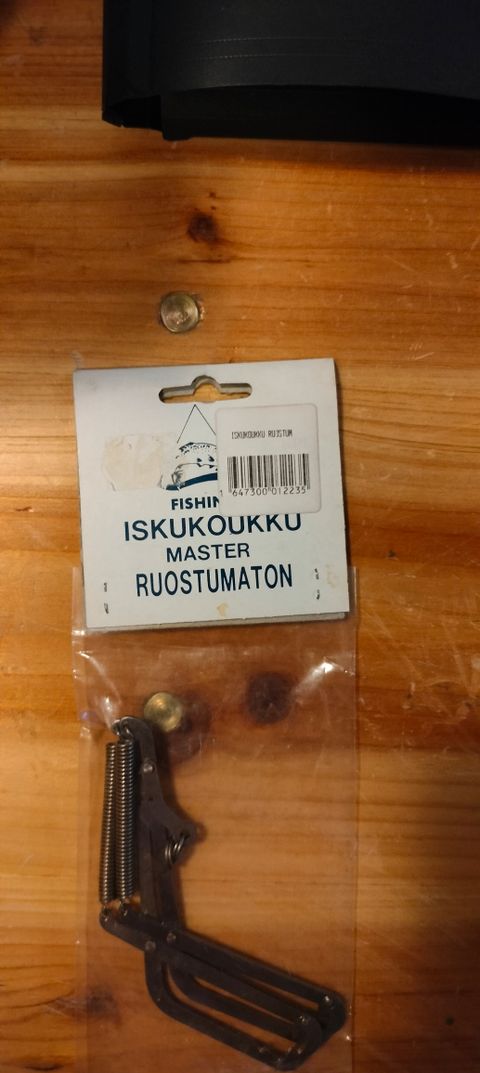 ISKUKOUKKU RUOSTUM
647300 012235
FISHIN
ISKUKOUKKU
MASTER
RUOSTUMATON